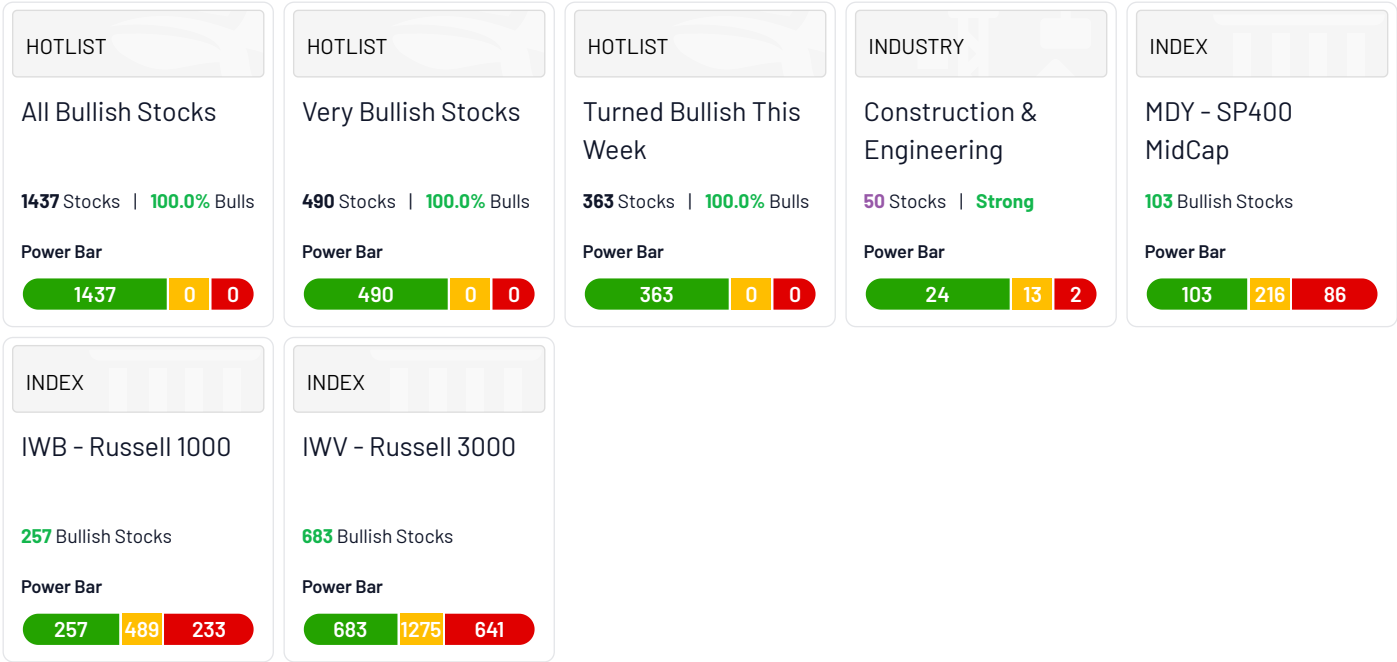 HOTLIST
All Bullish Stocks
1437 Stocks | 100.0% Bulls
Power Bar
1437 0 0
HOTLIST
Very Bullish Stocks
490 Stocks | 100.0% Bulls
Power Bar
490 0 0
HOTLIST
Turned Bullish This
Week
363 Stocks | 100.0% Bulls
Power Bar
363 0 0
INDUSTRY
Construction &
Engineering
50 Stocks | Strong
Power Bar
24 13 2
INDEX
MDY - SP400
MidCap
103 Bullish Stocks
Power Bar
103 216 86
INDEX
IWB - Russell 1000
257 Bullish Stocks
Power Bar
257 489 233
INDEX
IWV - Russell 3000
683 Bullish Stocks
Power Bar
683 1275 641